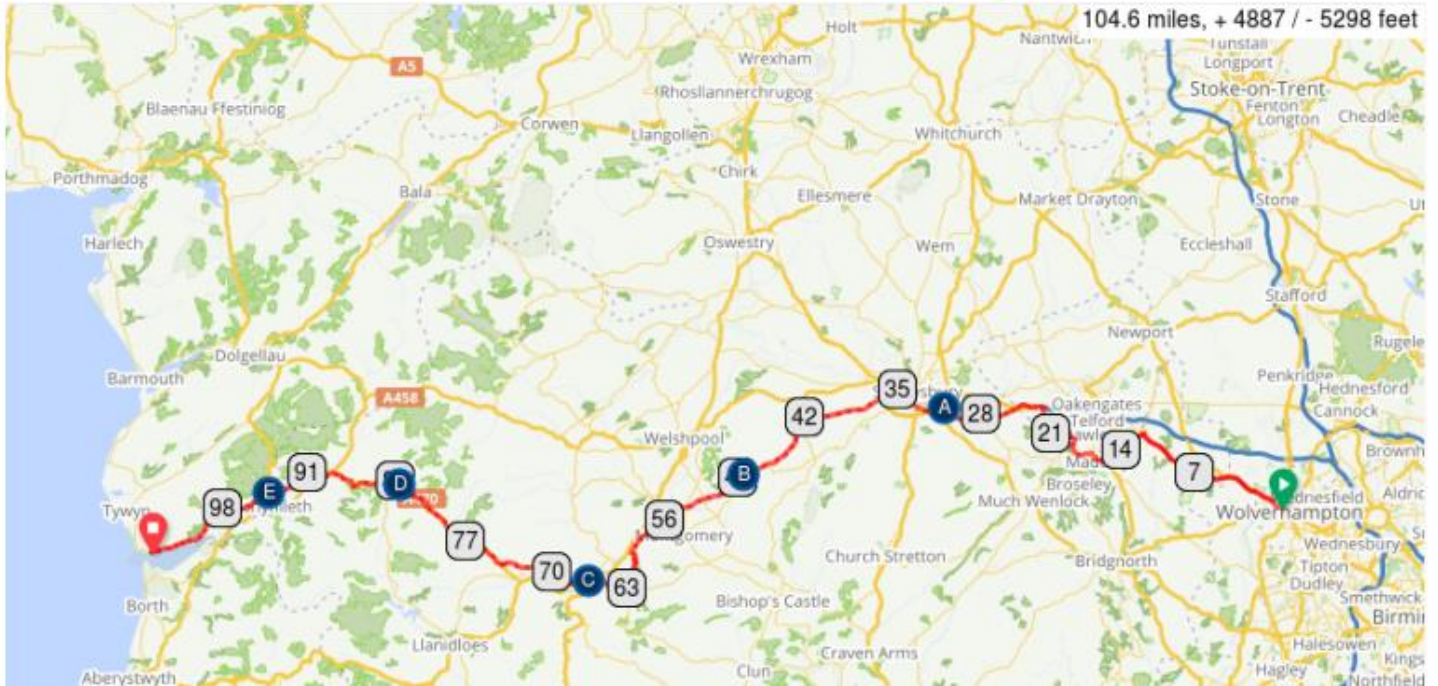 104.6 miles, + 4887 / - 5298 feet
Holt
Nantwich
Tunstall
Longport
A5
Wrexham
Rhosllannerchrugog
Stoke-on-Trent
Fenton
Longton
Cheadle
Blaenau Ffestiniog
Corwen
Llangollen
Whitchurch
Porthmadog
Bala
Chirk
Ellesmere
Market Drayton
Stone
Harlech
Oswestry
Wem
Eccleshall
Stafford
Newport
Dolgellau
Barmouth
Penkridge
Hednesford
Cannock
A458
35
A
28
42
Oakengates
Telford
21
14
Welshpool
B
7
91
D
E
98
Tywyn
56
Broseley
Much Wenlock
Wolverhampton
Wednesbury
77
Church Stretton
Bridgnorth
Tipton
Dudley
70
C
63
Bishop's Castle
Smethwick
Borth
Llanidloes
Craven Arms
Halesowen
Clun
Hagley
Northfield
Aberystwyth